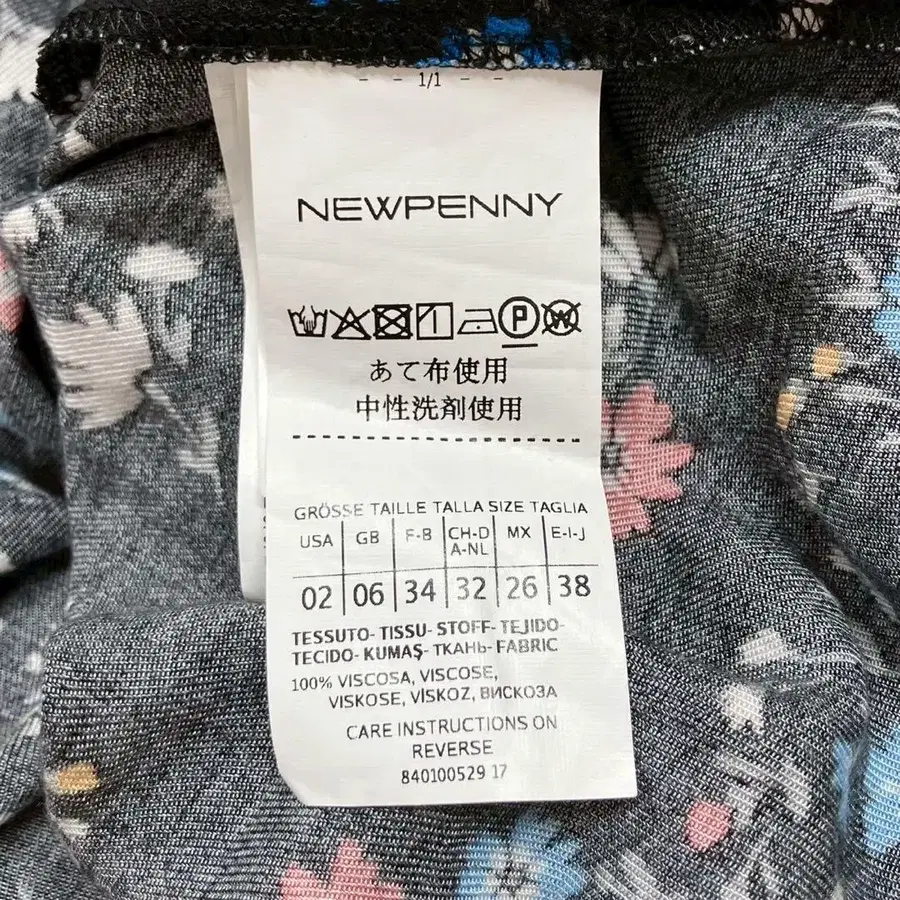 - - 1/1 - -
NEWPENNY
P W
あて布使用
中性洗剤使用
GRÖSSE TAILLE TALLA SIZE TAGLIA
USA GB F-B CH-D A-NL MX E-I-J
02 06 34 32 26 38
TESSUTO- TISSU- STOFF- TEJIDO-
TECIDO- KUMAŞ- ТКАНЬ- FABRIC
100% VISCOSA, VISCOSE,
VISKOSE, VİSKOZ, ВИСКОЗА
CARE INSTRUCTIONS ON
REVERSE
840100529 17